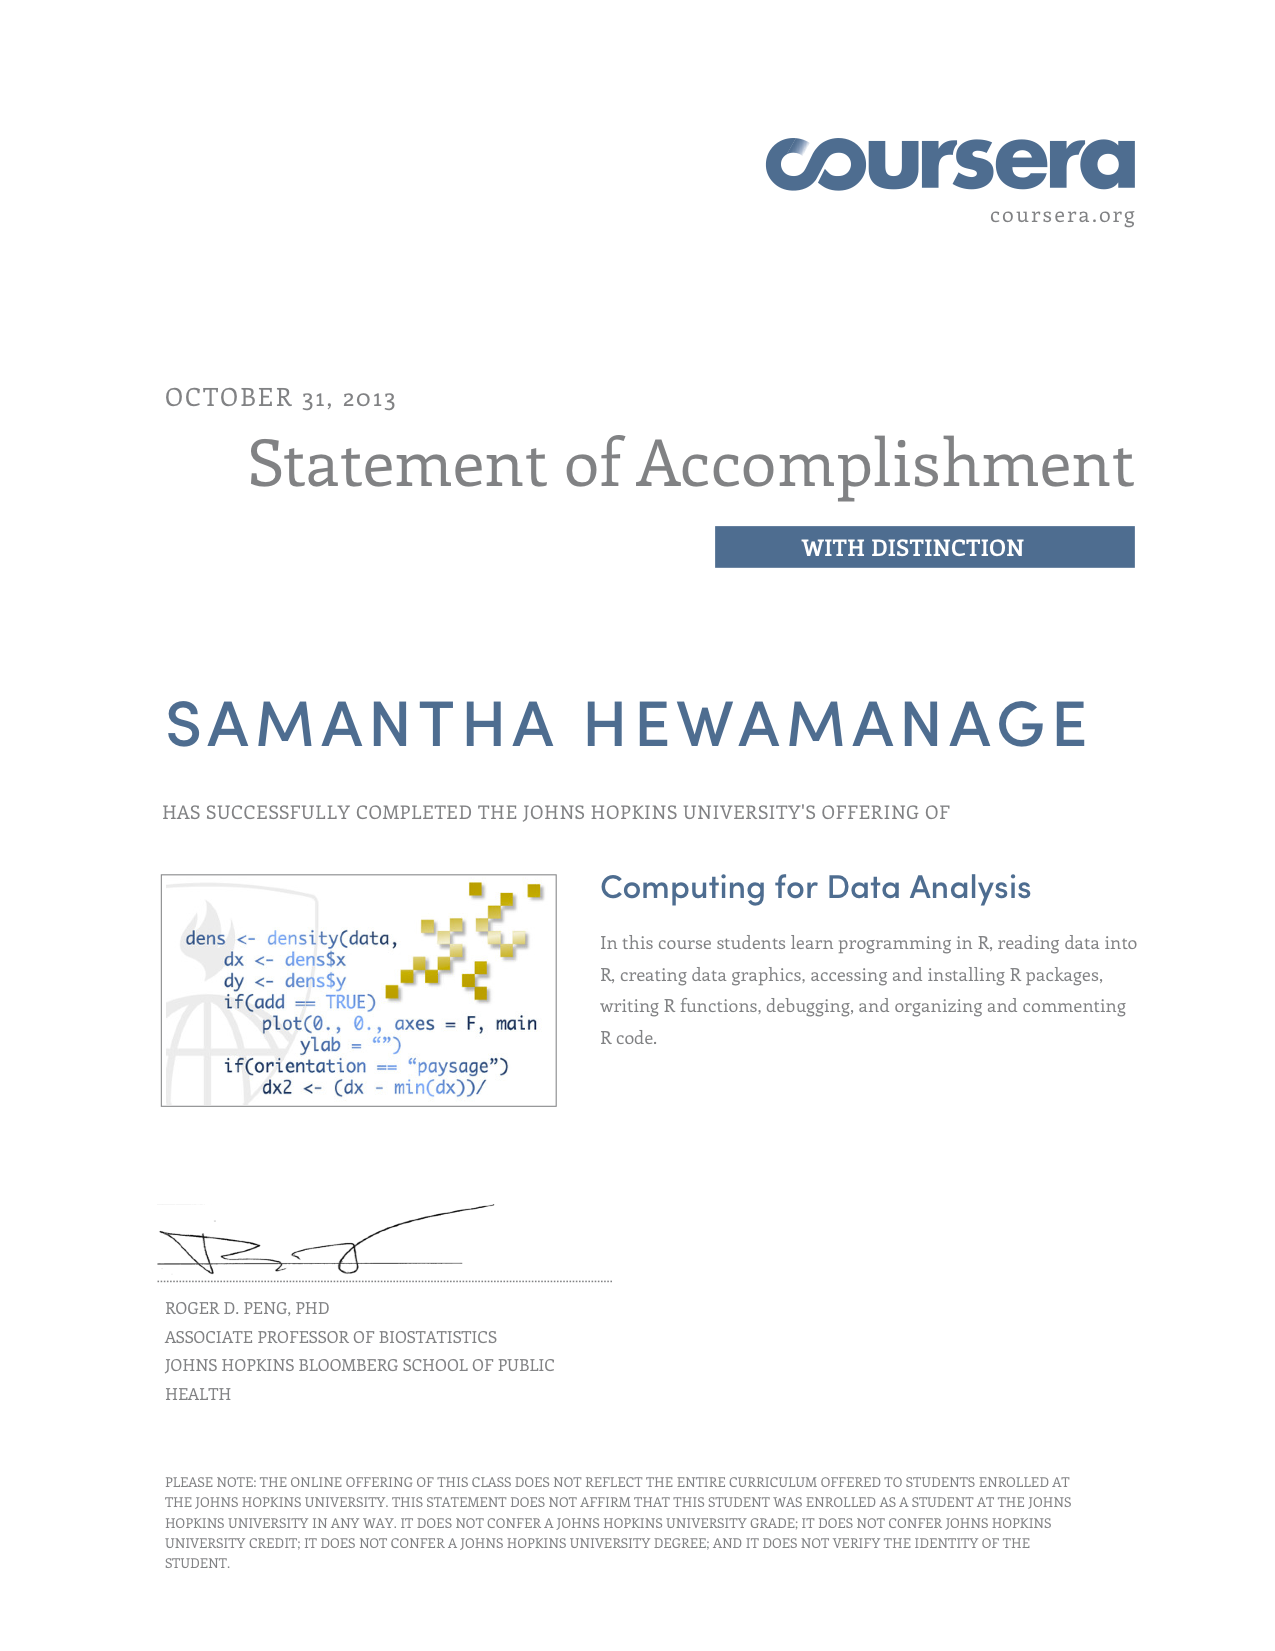 coursera
coursera.org
OCTOBER 31, 2013
Statement of Accomplishment
WITH DISTINCTION
SAMANTHA HEWAMANAGE
HAS SUCCESSFULLY COMPLETED THE JOHNS HOPKINS UNIVERSITY'S OFFERING OF
dens <- density(data,
dx <- dens$x
dy <- dens$y
if(add == TRUE)
plot(0., 0., axes = F, main
ylab = “”)
if(orientation == “paysage”)
dx2 <- (dx - min(dx))/
Computing for Data Analysis
In this course students learn programming in R, reading data into
R, creating data graphics, accessing and installing R packages,
writing R functions, debugging, and organizing and commenting
R code.
ROGER D. PENG, PHD
ASSOCIATE PROFESSOR OF BIOSTATISTICS
JOHNS HOPKINS BLOOMBERG SCHOOL OF PUBLIC
HEALTH
PLEASE NOTE: THE ONLINE OFFERING OF THIS CLASS DOES NOT REFLECT THE ENTIRE CURRICULUM OFFERED TO STUDENTS ENROLLED AT
THE JOHNS HOPKINS UNIVERSITY. THIS STATEMENT DOES NOT AFFIRM THAT THIS STUDENT WAS ENROLLED AS A STUDENT AT THE JOHNS
HOPKINS UNIVERSITY IN ANY WAY. IT DOES NOT CONFER A JOHNS HOPKINS UNIVERSITY GRADE; IT DOES NOT CONFER JOHNS HOPKINS
UNIVERSITY CREDIT; IT DOES NOT CONFER A JOHNS HOPKINS UNIVERSITY DEGREE; AND IT DOES NOT VERIFY THE IDENTITY OF THE
STUDENT.